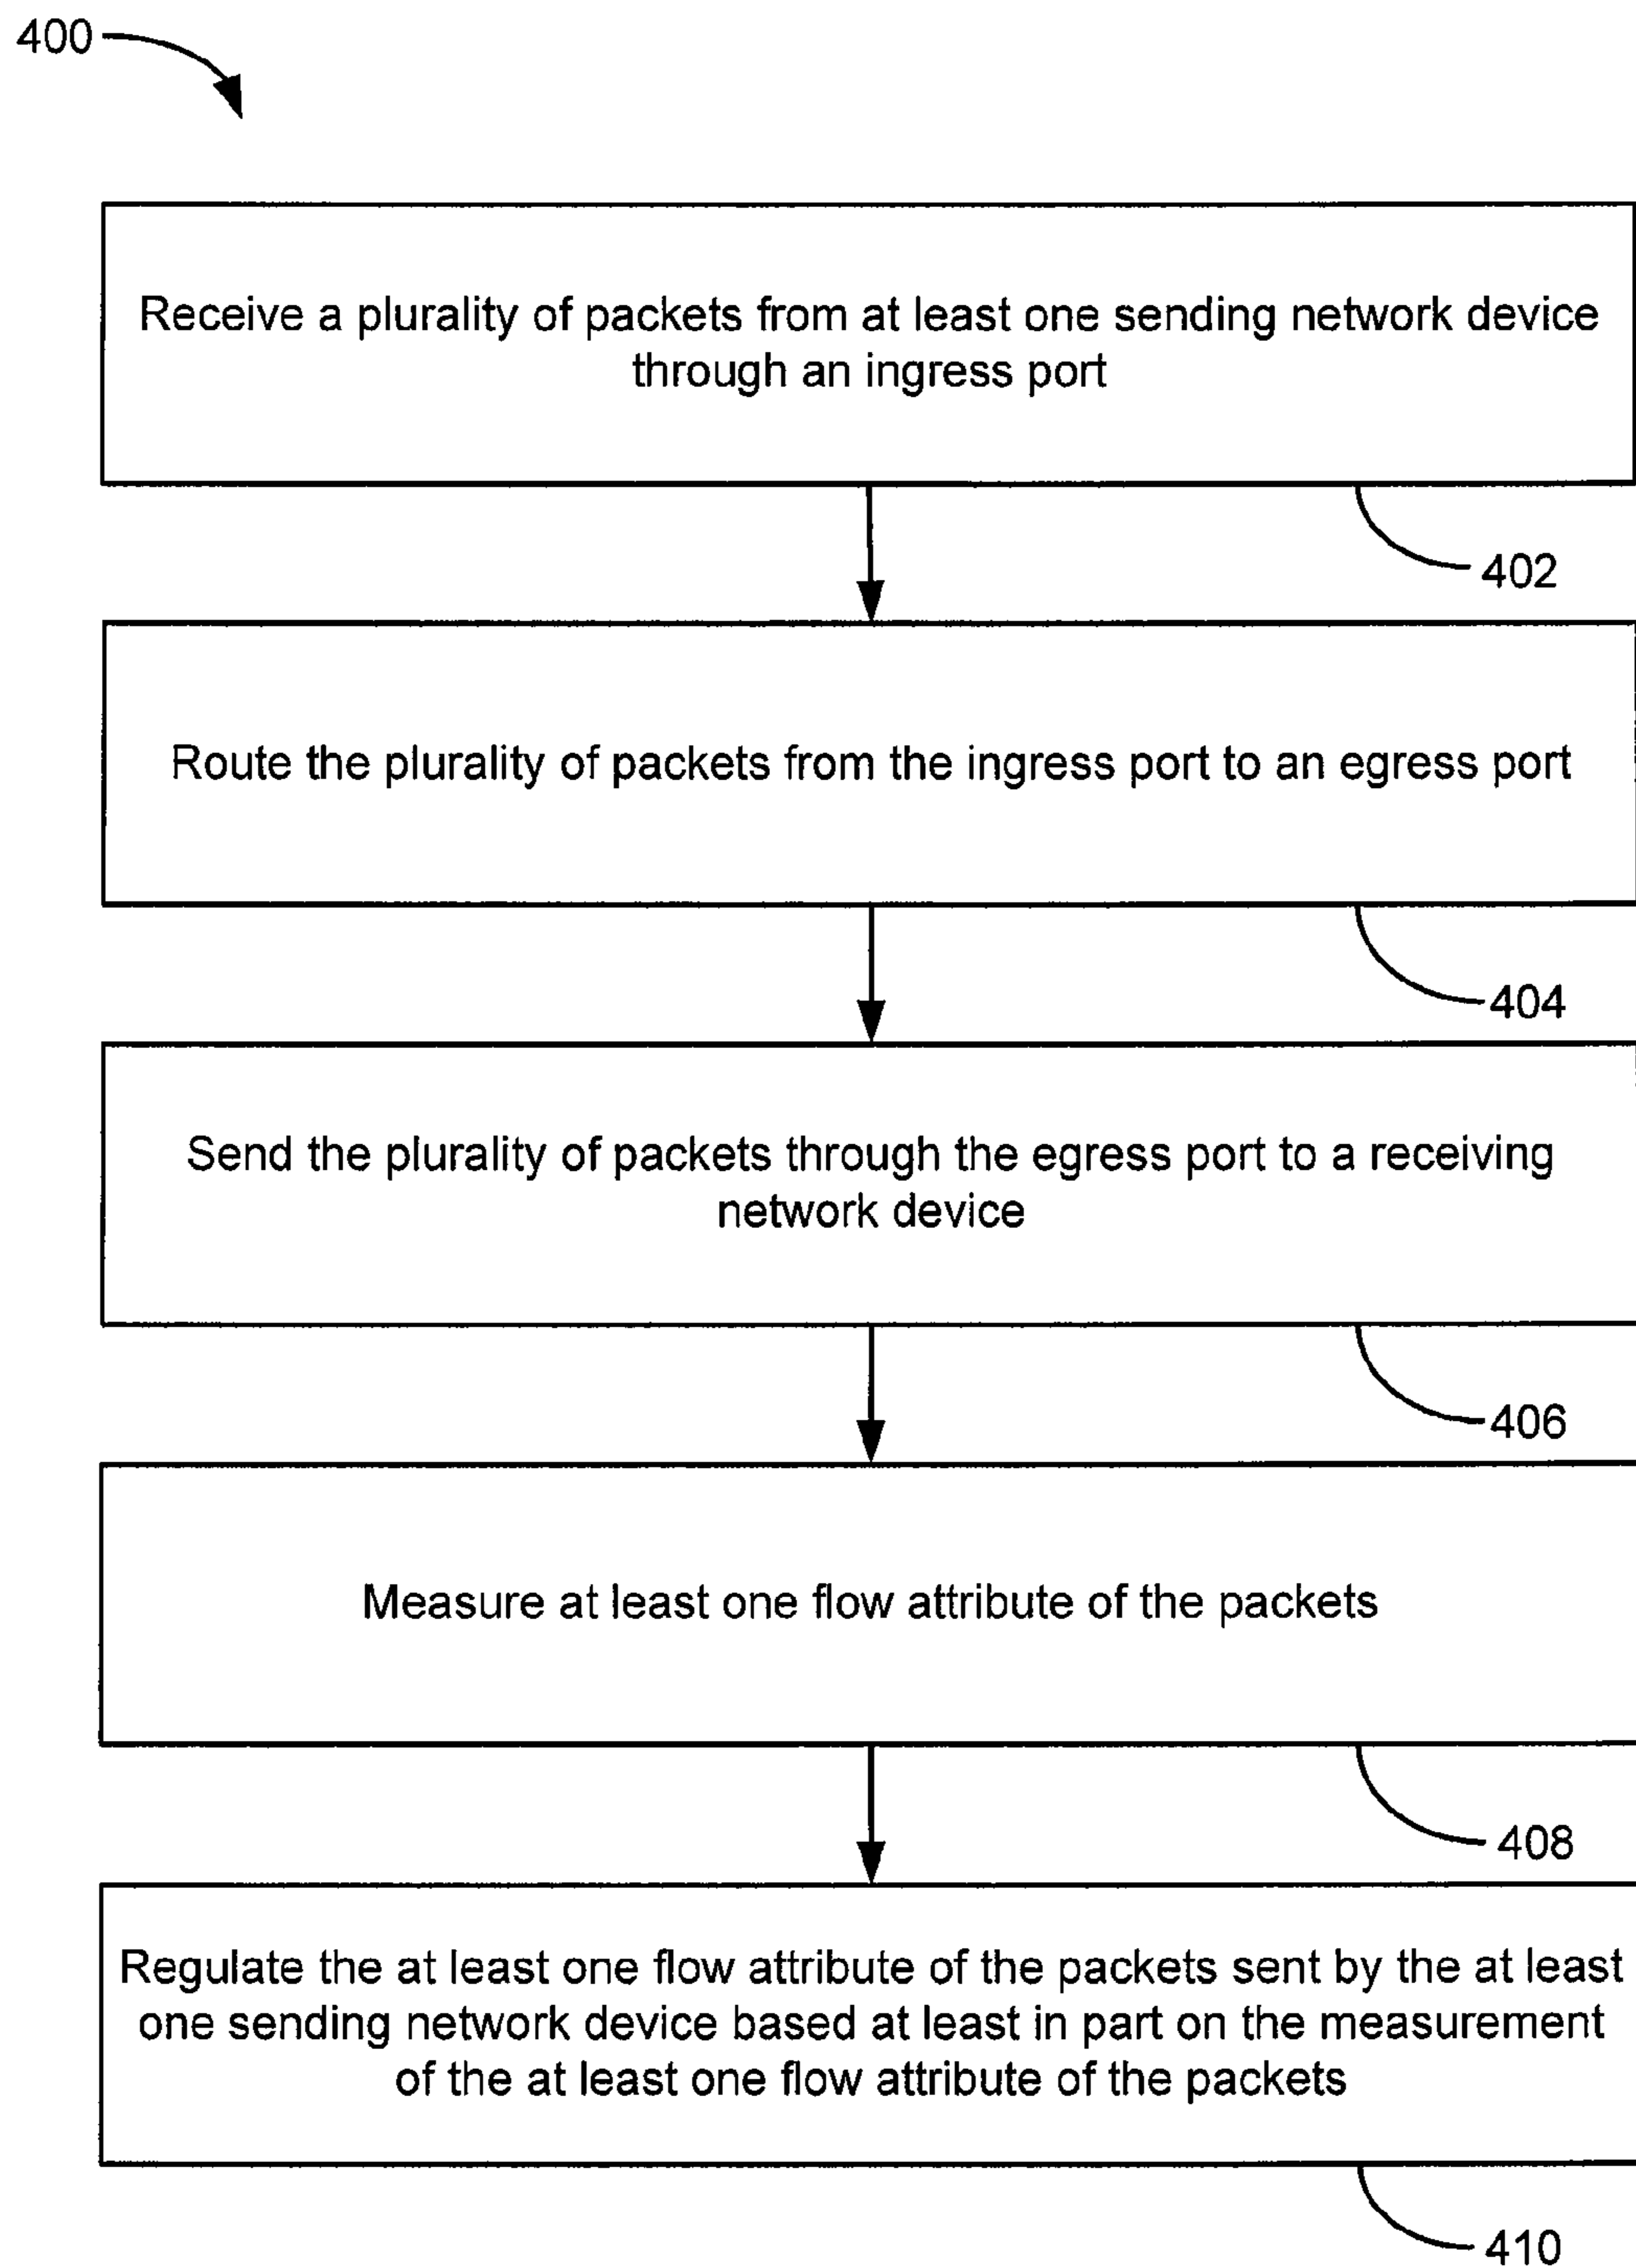 400
Receive a plurality of packets from at least one sending network device
through an ingress port
402
Route the plurality of packets from the ingress port to an egress port
404
Send the plurality of packets through the egress port to a receiving
network device
406
Measure at least one flow attribute of the packets
408
Regulate the at least one flow attribute of the packets sent by the at least
one sending network device based at least in part on the measurement
of the at least one flow attribute of the packets
410